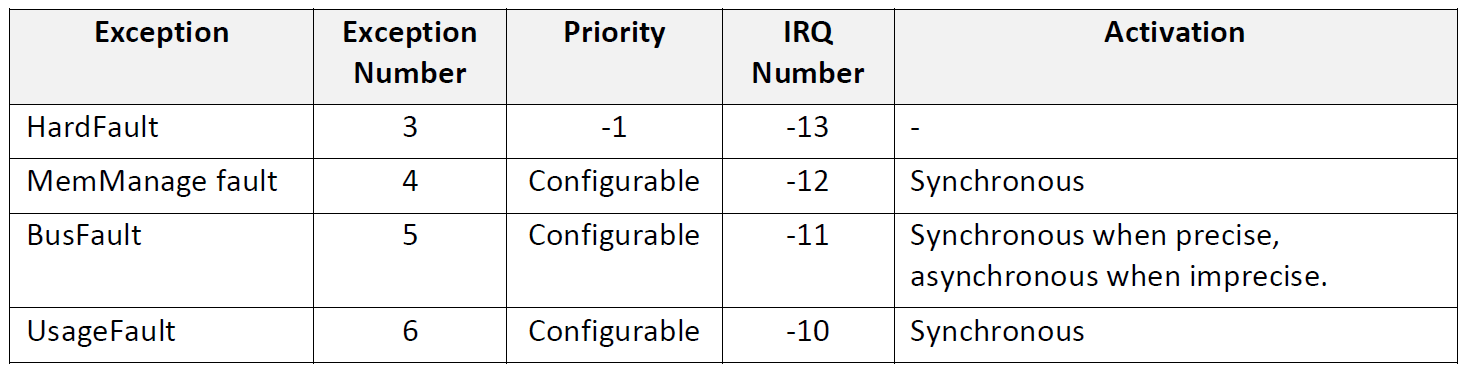 Exception Exception Number Priority IRQ Number Activation
HardFault 3 -1 -13 -
MemManage fault 4 Configurable -12 Synchronous
BusFault 5 Configurable -11 Synchronous when precise,
asynchronous when imprecise.
UsageFault 6 Configurable -10 Synchronous